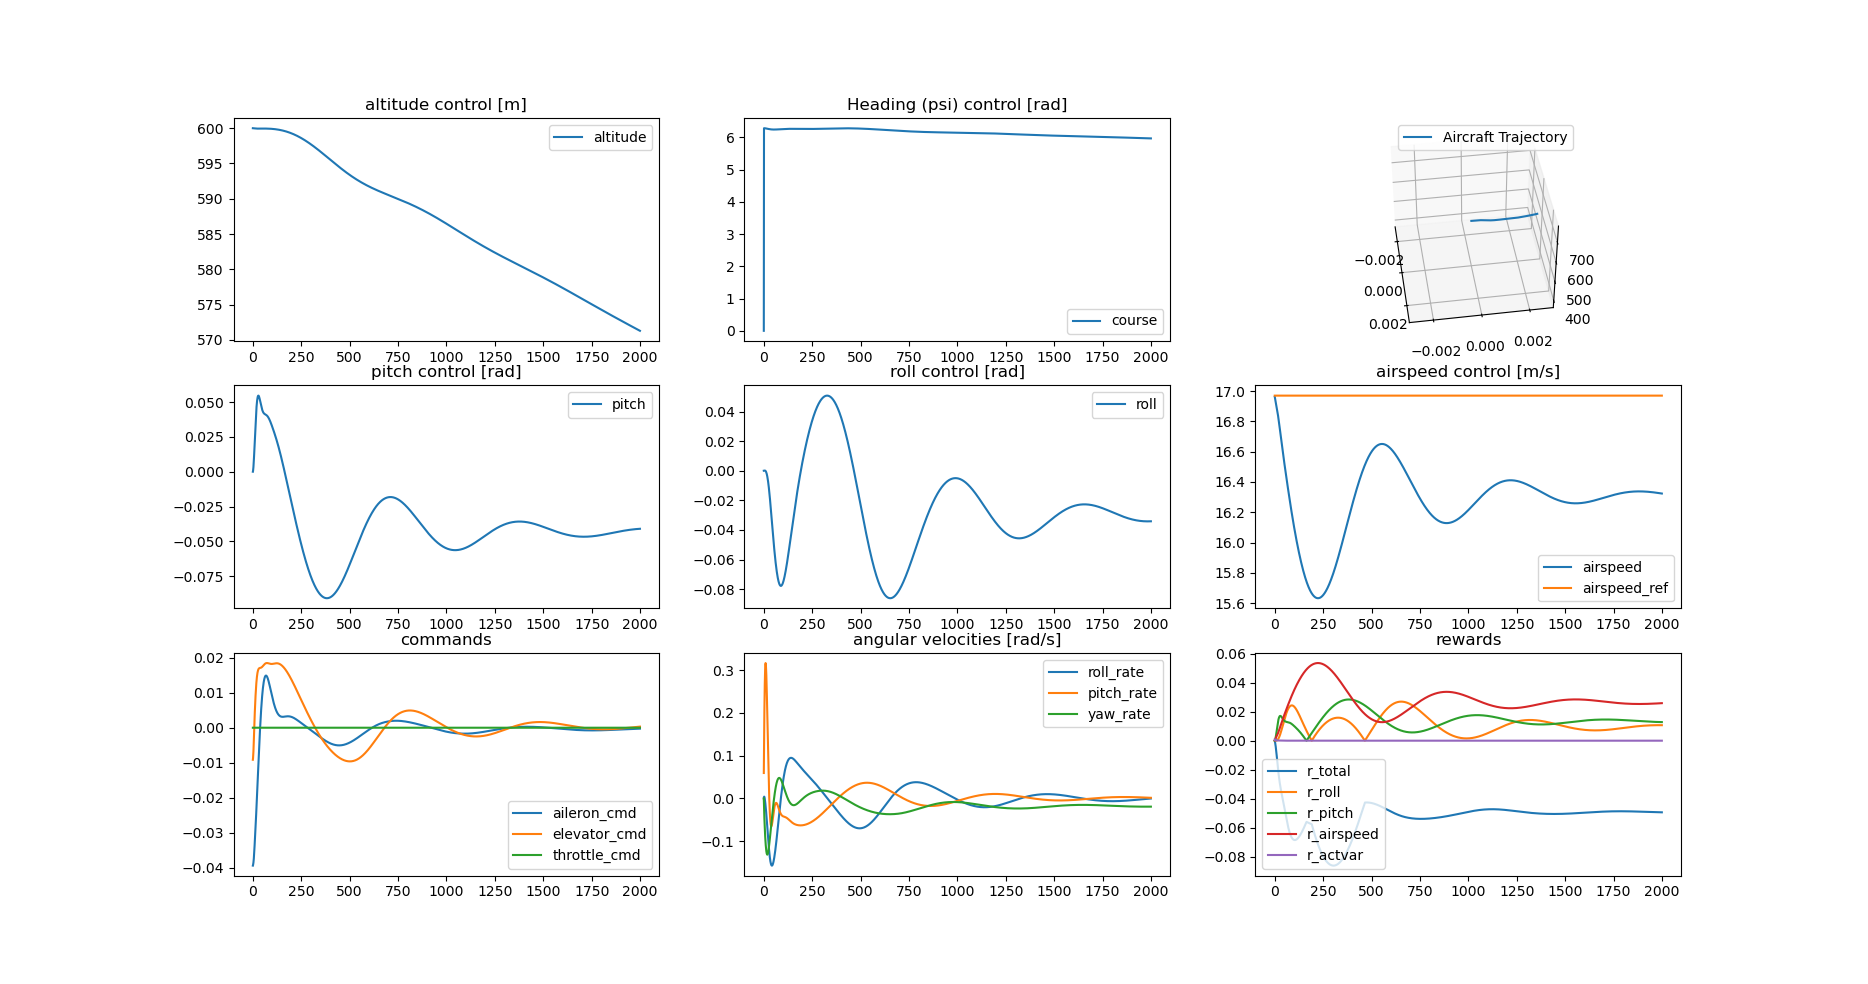 altitude control [m]
altitude
600
595
590
585
580
575
570
0 250 500 750 1000 1250 1500 1750 2000
Heading (psi) control [rad]
course
6
5
4
3
2
1
0
0 250 500 750 1000 1250 1500 1750 2000
Aircraft Trajectory
−0.002
0.000
0.002
−0.002 0.000 0.002
700
600
500
400
pitch control [rad]
pitch
0.050
0.025
0.000
−0.025
−0.050
−0.075
0 250 500 750 1000 1250 1500 1750 2000
roll control [rad]
roll
0.04
0.02
0.00
−0.02
−0.04
−0.06
−0.08
0 250 500 750 1000 1250 1500 1750 2000
airspeed control [m/s]
17.0
16.8
16.6
16.4
16.2
16.0
15.8
15.6
airspeed
airspeed_ref
0 250 500 750 1000 1250 1500 1750 2000
commands
0.02
0.01
0.00
−0.01
−0.02
−0.03
−0.04
aileron_cmd
elevator_cmd
throttle_cmd
0 250 500 750 1000 1250 1500 1750 2000
angular velocities [rad/s]
roll_rate
pitch_rate
yaw_rate
0.3
0.2
0.1
0.0
−0.1
0 250 500 750 1000 1250 1500 1750 2000
rewards
0.06
0.04
0.02
0.00
−0.02
−0.04
−0.06
−0.08
r_total
r_roll
r_pitch
r_airspeed
r_actvar
0 250 500 750 1000 1250 1500 1750 2000